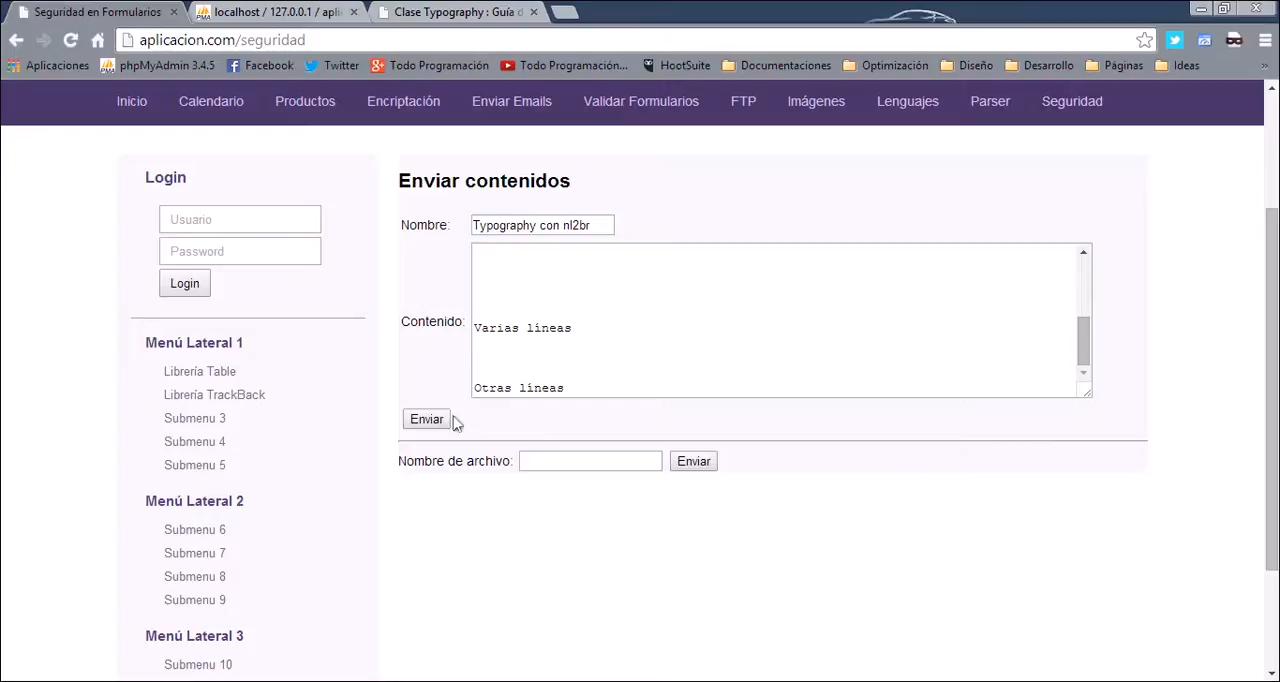 Seguridad en Formularios
localhost / 127.0.0.1 / apli
Clase Typography : Guía d
aplicacion.com/seguridad
Aplicaciones
phpMyAdmin 3.4.5
Facebook
Twitter
Todo Programación
Todo Programación...
HootSuite
Documentaciones
Optimización
Diseño
Desarrollo
Páginas
Ideas
»
Inicio
Calendario
Productos
Encriptación
Enviar Emails
Validar Formularios
FTP
Imágenes
Lenguajes
Parser
Seguridad
Login
Usuario
Password
Login
Menú Lateral 1
Librería Table
Librería TrackBack
Submenu 3
Submenu 4
Submenu 5
Menú Lateral 2
Submenu 6
Submenu 7
Submenu 8
Submenu 9
Menú Lateral 3
Submenu 10
Enviar contenidos
Nombre:
Typography con nl2br
Contenido:
Varias líneas
Otras líneas
Enviar
Nombre de archivo:
Enviar